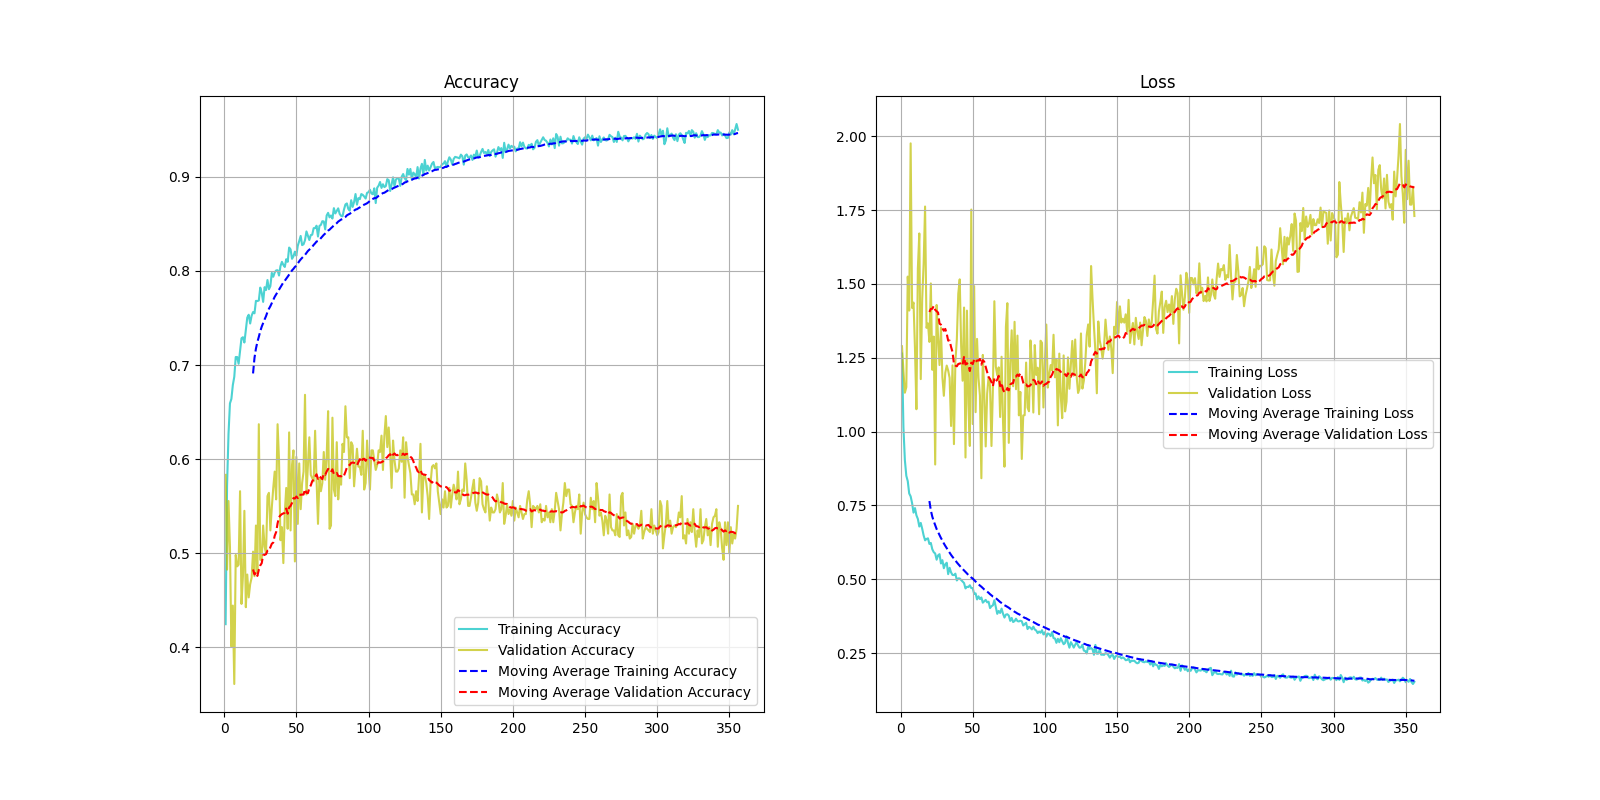 Accuracy
0.9
0.8
0.7
0.6
0.5
0.4
0 50 100 150 200 250 300 350
Training Accuracy
Validation Accuracy
Moving Average Training Accuracy
Moving Average Validation Accuracy
Loss
2.00
1.75
1.50
1.25
1.00
0.75
0.50
0.25
0 50 100 150 200 250 300 350
Training Loss
Validation Loss
Moving Average Training Loss
Moving Average Validation Loss